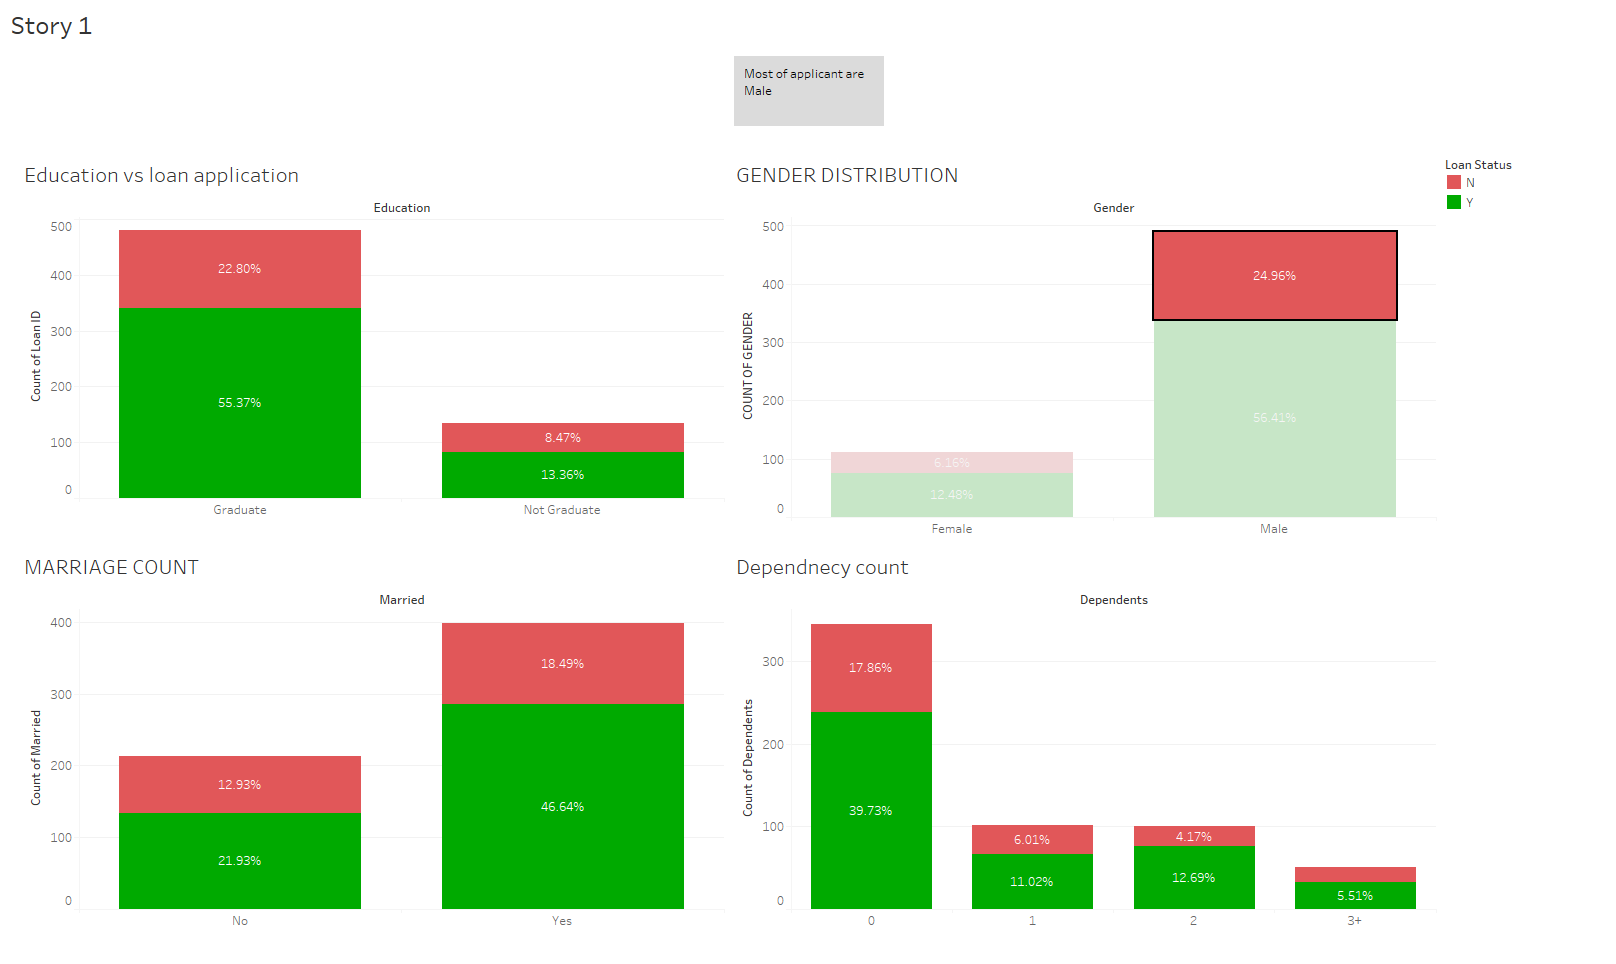 Story 1
Most of applicant are
Male
Education vs loan application
Education
Count of Loan ID
500
400
300
200
100
0
22.80%
55.37%
8.47%
13.36%
Graduate
Not Graduate
GENDER DISTRIBUTION
Gender
COUNT OF GENDER
500
400
300
200
100
0
6.16%
12.48%
24.96%
56.41%
Female
Male
Loan Status
N
Y
MARRIAGE COUNT
Married
Count of Married
400
300
200
100
0
12.93%
21.93%
18.49%
46.64%
No
Yes
Dependnecy count
Dependents
Count of Dependents
300
200
100
0
17.86%
39.73%
6.01%
11.02%
4.17%
12.69%
5.51%
0
1
2
3+